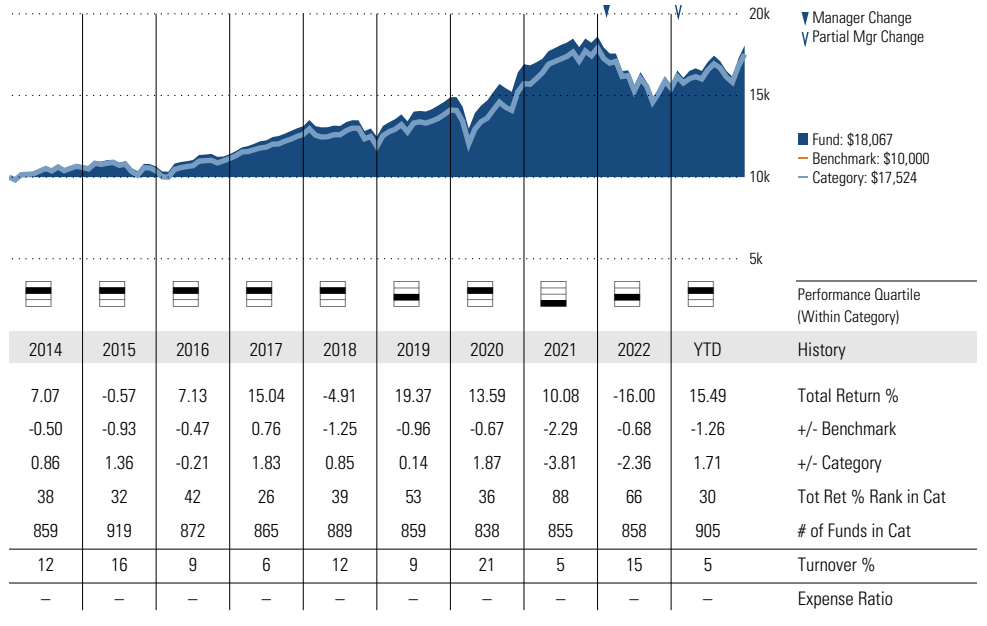 20k
Manager Change
Partial Mgr Change
15k
Fund: $18,067
Benchmark: $10,000
10k
Category: $17,524
5k
Performance Quartile
(Within Category)
2014 2015 2016 2017 2018 2019 2020 2021 2022 YTD History
7.07 -0.57 7.13 15.04 -4.91 19.37 13.59 10.08 -16.00 15.49 Total Return %
-0.50 -0.93 -0.47 0.76 -1.25 -0.96 -0.67 -2.29 -0.68 -1.26 +/- Benchmark
0.86 1.36 -0.21 1.83 0.85 0.14 1.87 -3.81 -2.36 1.71 +/- Category
38 32 42 26 39 53 36 88 66 30 Tot Ret % Rank in Cat
859 919 872 865 889 859 838 855 858 905 # of Funds in Cat
12 16 9 6 12 9 21 5 15 5 Turnover %
– – – – – – – – – – Expense Ratio